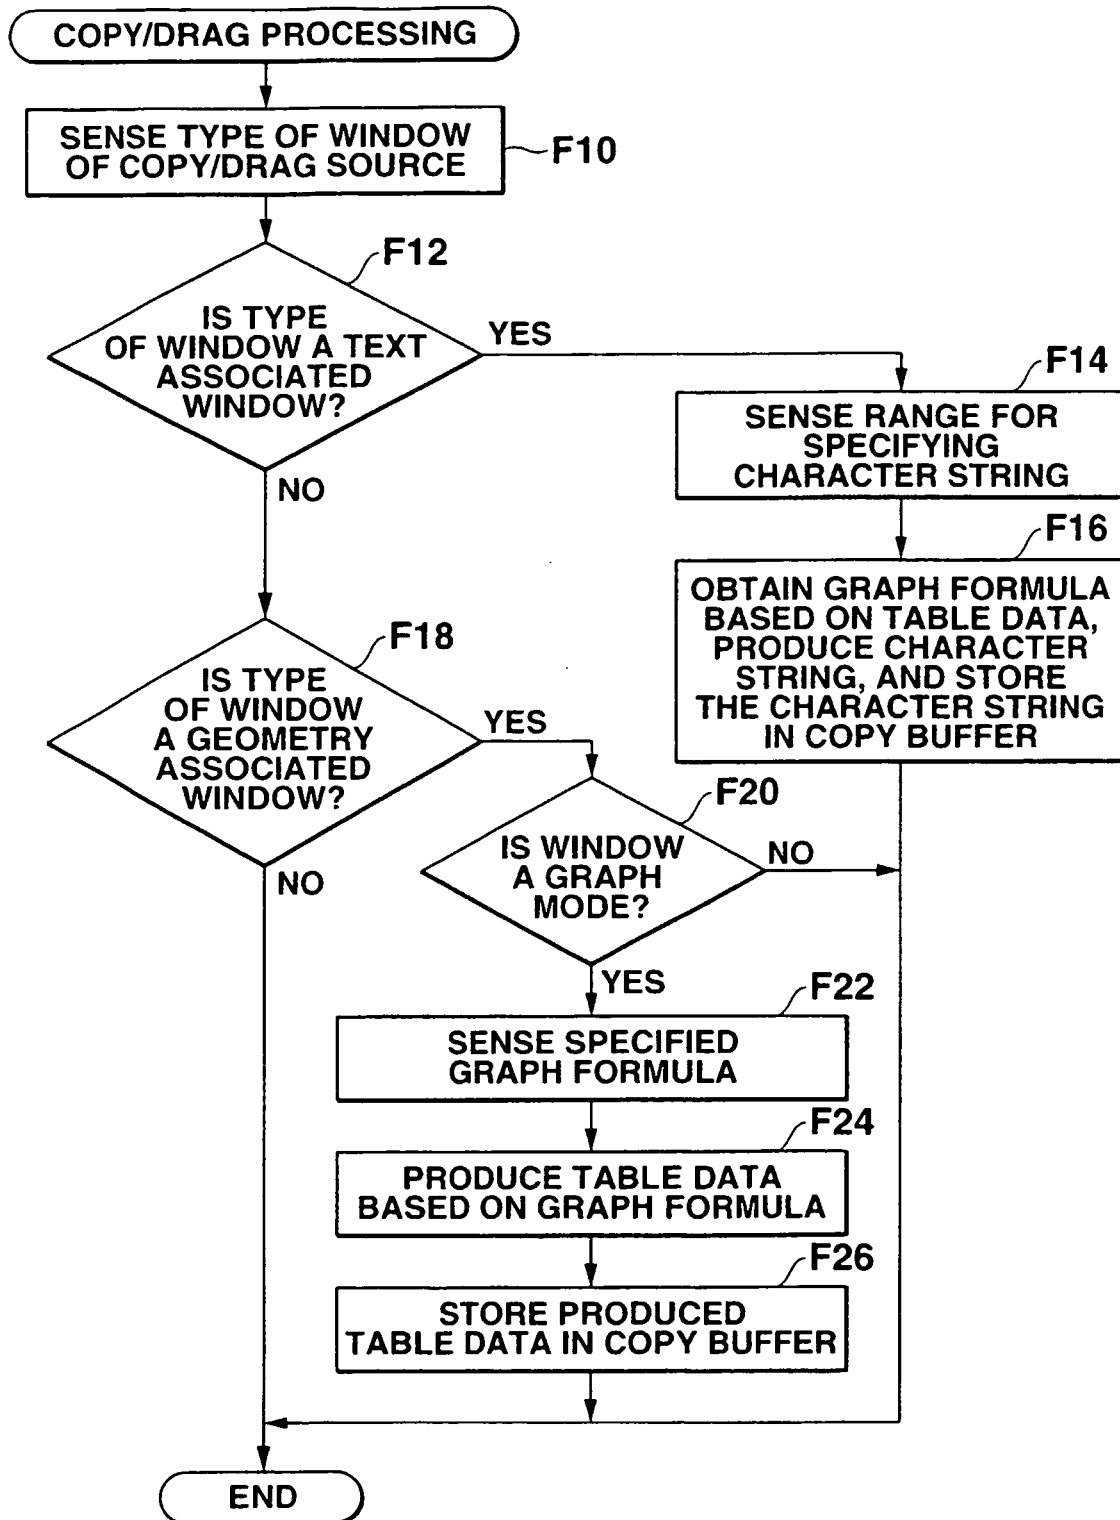 COPY/DRAG PROCESSING
SENSE TYPE OF WINDOW
OF COPY/DRAG SOURCE
F10
F12
IS TYPE
OF WINDOW A TEXT
ASSOCIATED
WINDOW?
YES
NO
F14
SENSE RANGE FOR
SPECIFYING
CHARACTER STRING
F16
OBTAIN GRAPH FORMULA
BASED ON TABLE DATA,
PRODUCE CHARACTER
STRING, AND STORE
THE CHARACTER STRING
IN COPY BUFFER
F18
IS TYPE
OF WINDOW
A GEOMETRY
ASSOCIATED
WINDOW?
YES
NO
F20
IS WINDOW
A GRAPH
MODE?
NO
YES
F22
SENSE SPECIFIED
GRAPH FORMULA
F24
PRODUCE TABLE DATA
BASED ON GRAPH FORMULA
F26
STORE PRODUCED
TABLE DATA IN COPY BUFFER
END